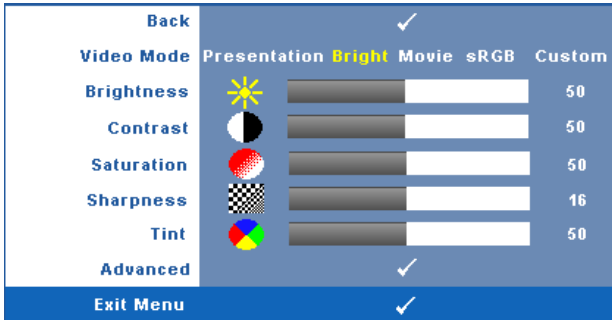 Back
Video Mode Presentation Bright Movie sRGB Custom
Brightness 50
Contrast 50
Saturation 50
Sharpness 16
Tint 50
Advanced
Exit Menu